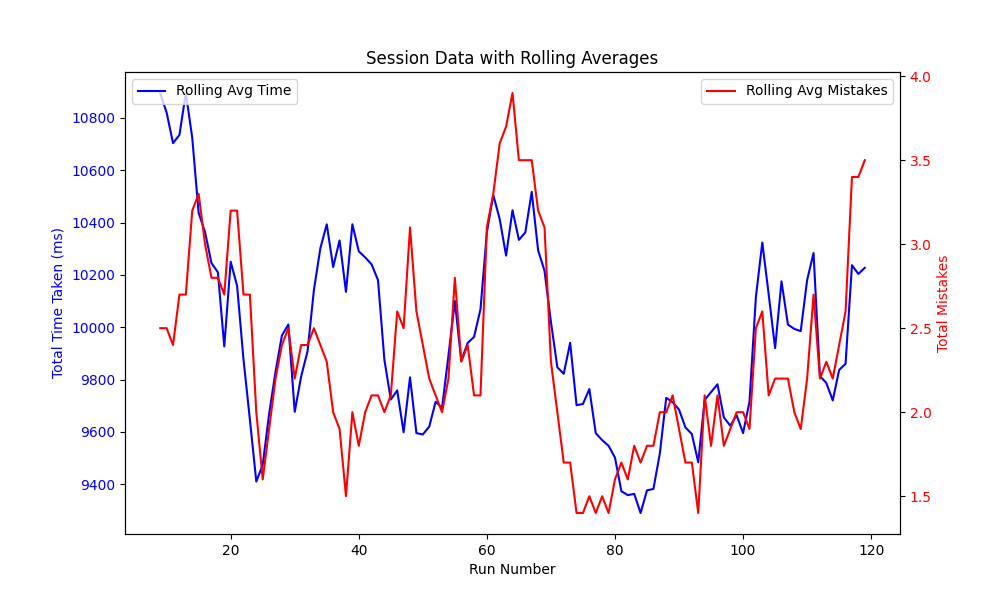 Session Data with Rolling Averages
Rolling Avg Time
Rolling Avg Mistakes
Total Time Taken (ms)
10800
10600
10400
10200
10000
9800
9600
9400
4.0
3.5
3.0
2.5
2.0
1.5
Total Mistakes
20 40 60 80 100 120
Run Number